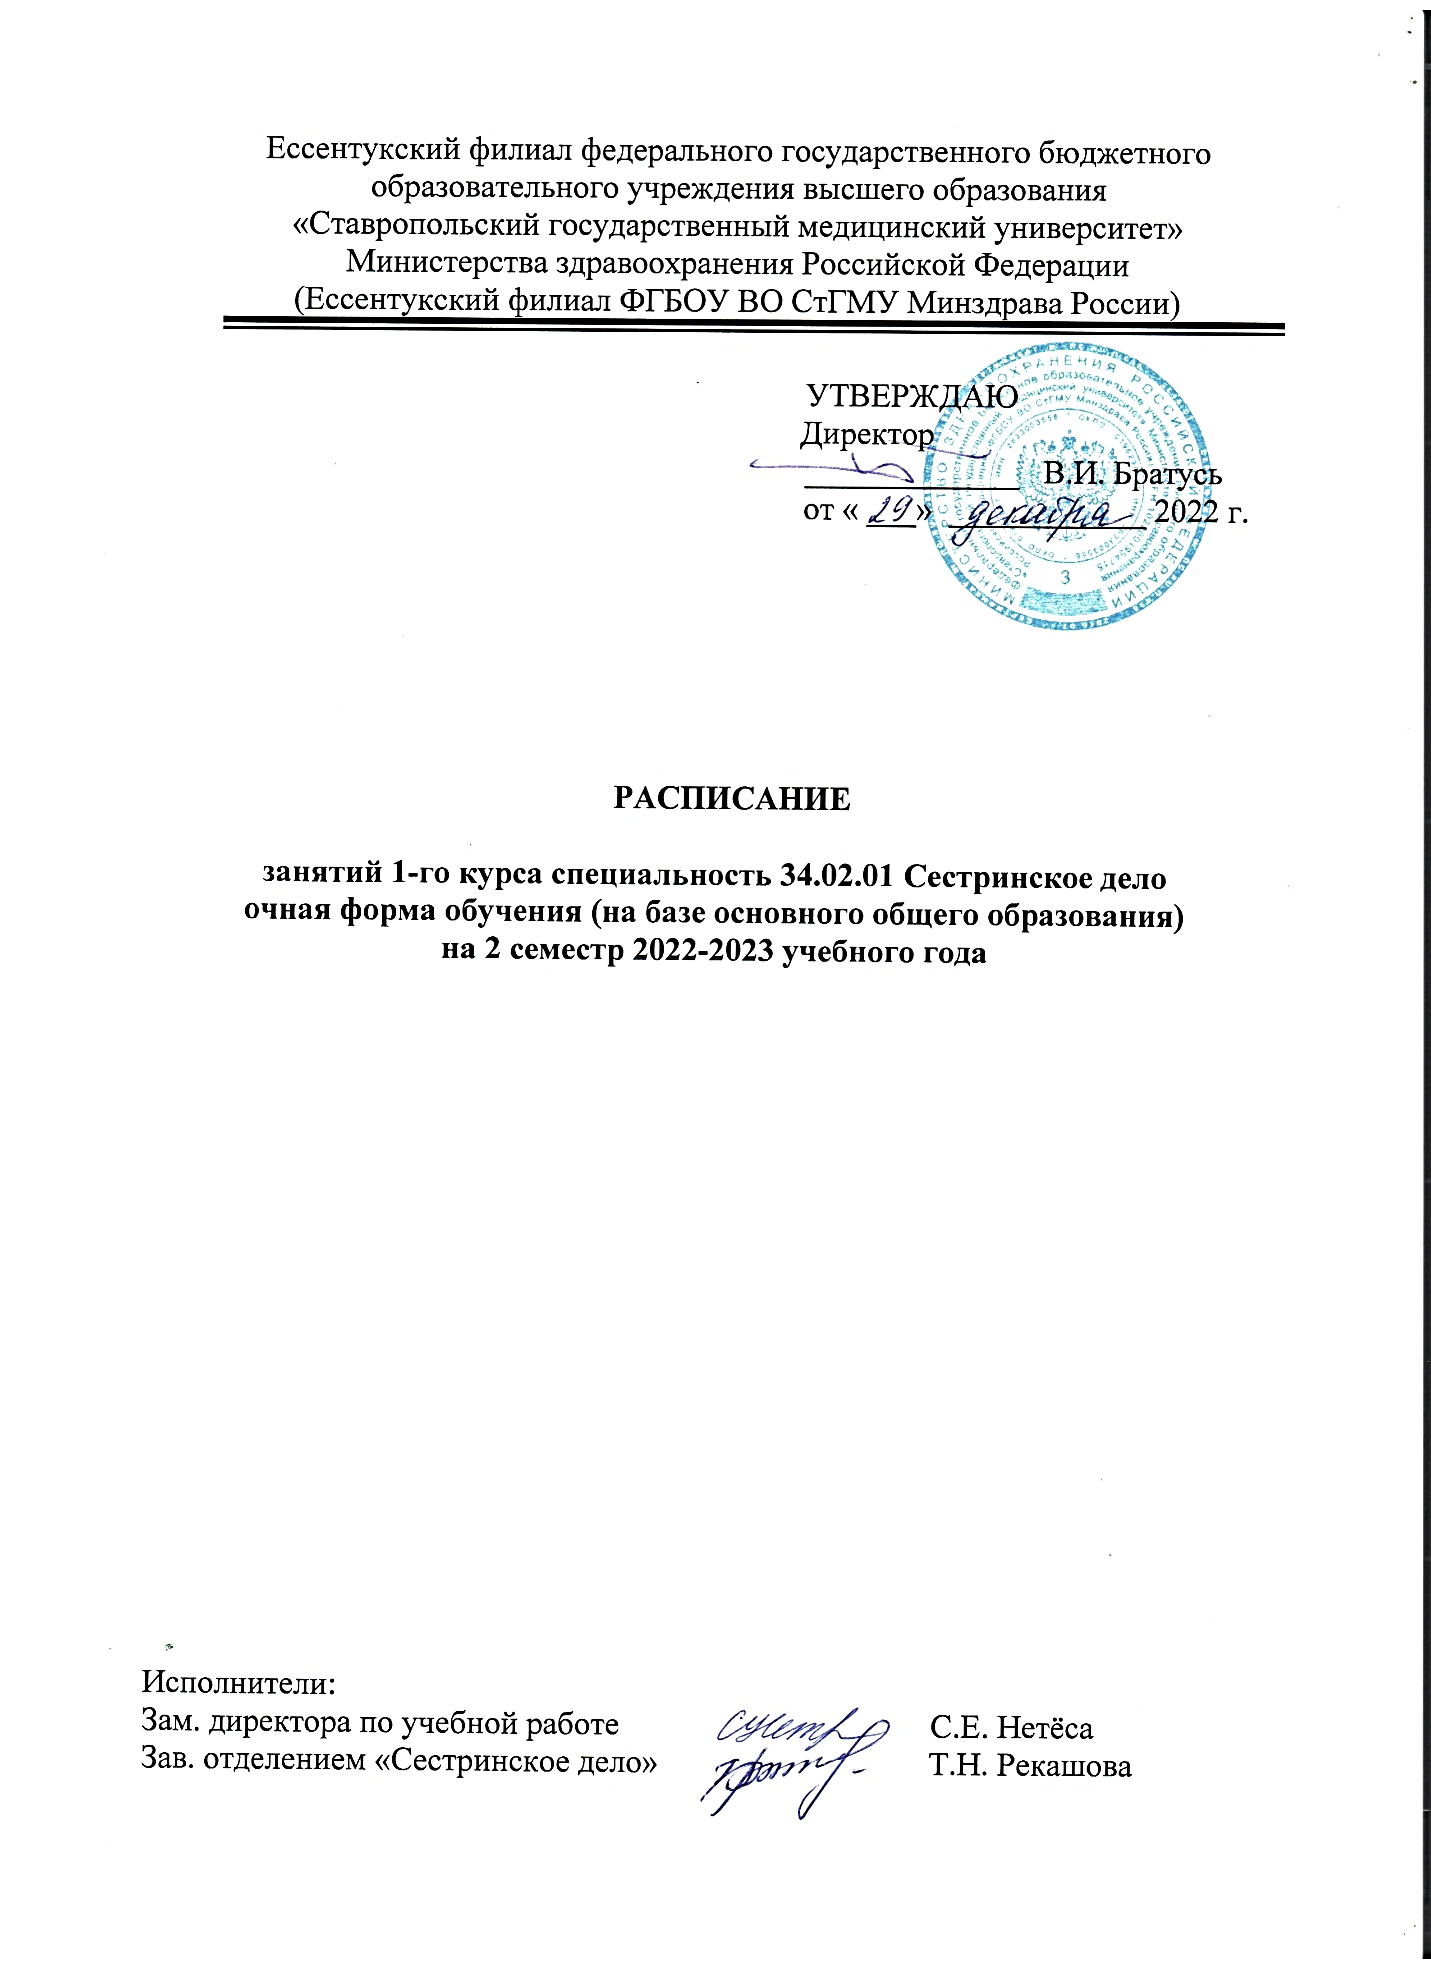 Ессентукский филиал федерального государственного бюджетного
образовательного учреждения высшего образования
«Ставропольский государственный медицинский университет»
Министерства здравоохранения Российской Федерации
(Ессентукский филиал ФГБОУ ВО СтГМУ Минздрава России)
УТВЕРЖДАЮ
Директор
В.И. Братусь
от « 29 » декабря 2022 г.
3
РАСПИСАНИЕ
занятий 1-го курса специальность 34.02.01 Сестринское дело
очная форма обучения (на базе основного общего образования)
на 2 семестр 2022-2023 учебного года
Исполнители:
Зам. директора по учебной работе С.Е. Нетёса
Зав. отделением «Сестринское дело» Т.Н. Рекашова